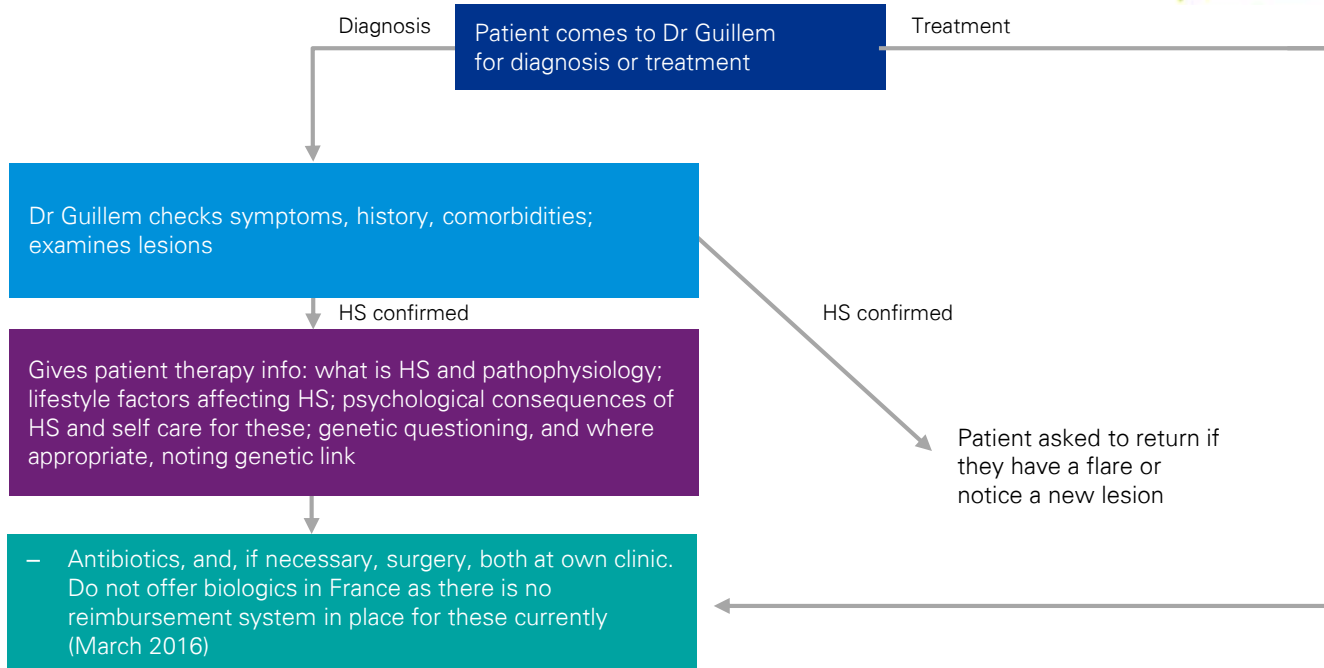 Diagnosis
Patient comes to Dr Guillem
for diagnosis or treatment
Treatment
Dr Guillem checks symptoms, history, comorbidities;
examines lesions
HS confirmed
HS confirmed
Gives patient therapy info: what is HS and pathophysiology;
lifestyle factors affecting HS; psychological consequences of
HS and self care for these; genetic questioning, and where
appropriate, noting genetic link
Patient asked to return if
they have a flare or
notice a new lesion
– Antibiotics, and, if necessary, surgery, both at own clinic.
Do not offer biologics in France as there is no
reimbursement system in place for these currently
(March 2016)